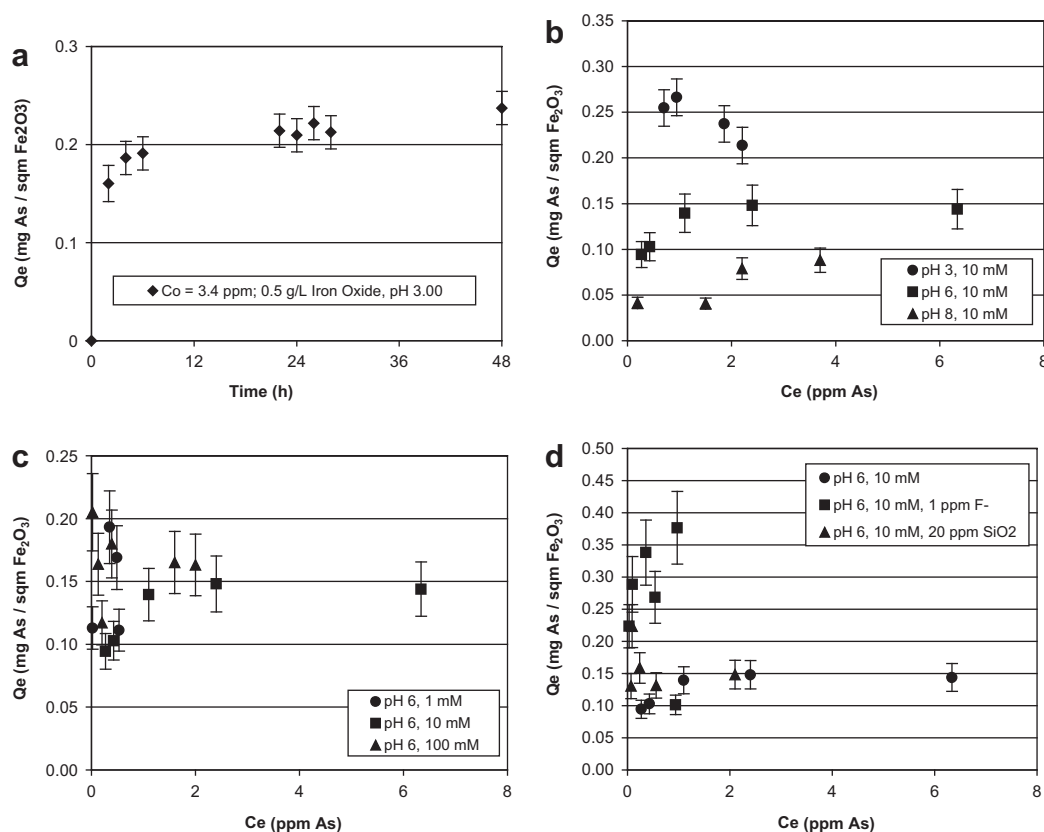 a
0.3
0.2
0.1
0
Qe (mg As / sqm Fe2O3)
Co = 3.4 ppm; 0.5 g/L Iron Oxide, pH 3.00
0 12 24 36 48
Time (h)
b
0.35
0.30
0.25
0.20
0.15
0.10
0.05
0.00
Qe (mg As / sqm Fe₂O₃)
pH 3, 10 mM
pH 6, 10 mM
pH 8, 10 mM
0 2 4 6 8
Ce (ppm As)
c
0.25
0.20
0.15
0.10
0.05
0.00
Qe (mg As / sqm Fe₂O₃)
pH 6, 1 mM
pH 6, 10 mM
pH 6, 100 mM
0 2 4 6 8
Ce (ppm As)
d
0.50
0.45
0.40
0.35
0.30
0.25
0.20
0.15
0.10
0.05
0.00
Qe (mg As / sqm Fe₂O₃)
pH 6, 10 mM
pH 6, 10 mM, 1 ppm F-
pH 6, 10 mM, 20 ppm SiO2
0 2 4 6 8
Ce (ppm As)